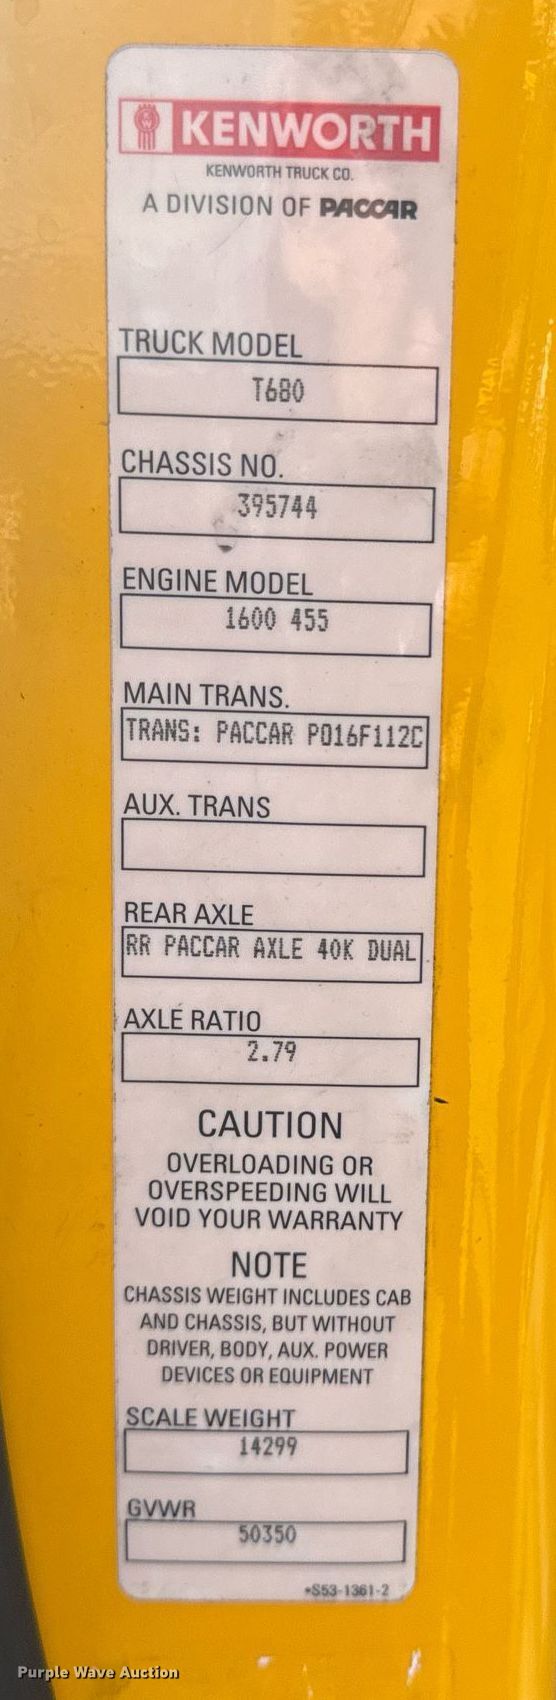 KENWORTH
KENWORTH TRUCK CO.
A DIVISION OF PACCAR
TRUCK MODEL
T680
CHASSIS NO.
395744
ENGINE MODEL
1600 455
MAIN TRANS.
TRANS: PACCAR PO16F112C
AUX. TRANS
REAR AXLE
RR PACCAR AXLE 40K DUAL
AXLE RATIO
2.79
CAUTION
OVERLOADING OR
OVERSPEEDING WILL
VOID YOUR WARRANTY
NOTE
CHASSIS WEIGHT INCLUDES CAB
AND CHASSIS, BUT WITHOUT
DRIVER, BODY, AUX. POWER
DEVICES OR EQUIPMENT
SCALE WEIGHT
14299
GVWR
50350
•S53-1361-2
Purple Wave Auction